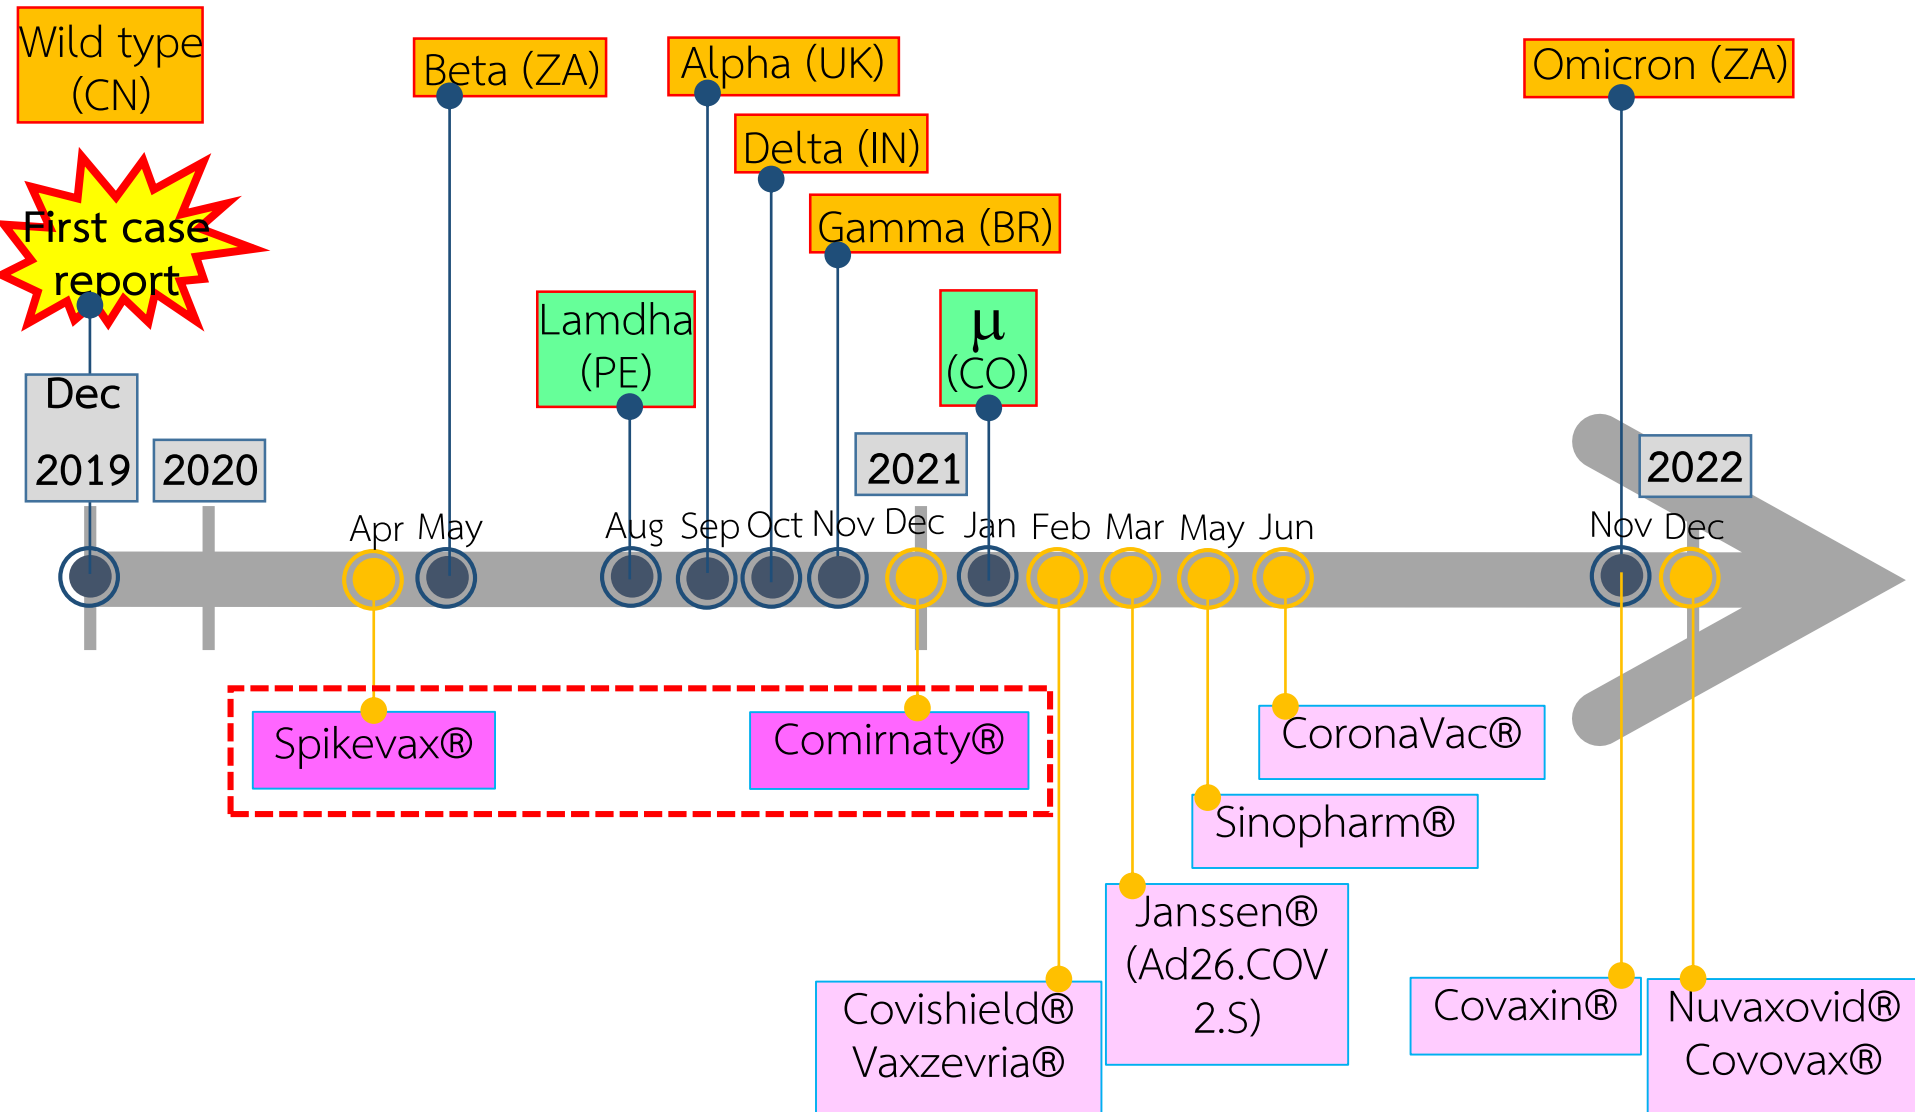 Wild type
(CN)
Beta (ZA)
Alpha (UK)
Omicron (ZA)
Delta (IN)
Gamma (BR)
First case
report
Lamdha
(PE)
μ
(CO)
Dec
2019
2020
2021
2022
Apr
May
Aug
Sep
Oct
Nov
Dec
Jan
Feb
Mar
May
Jun
Nov
Dec
Spikevax®
Comirnaty®
CoronaVac®
Sinopharm®
Janssen®
(Ad26.COV
2.S)
Covishield®
Vaxzevria®
Covaxin®
Nuvaxovid®
Covovax®